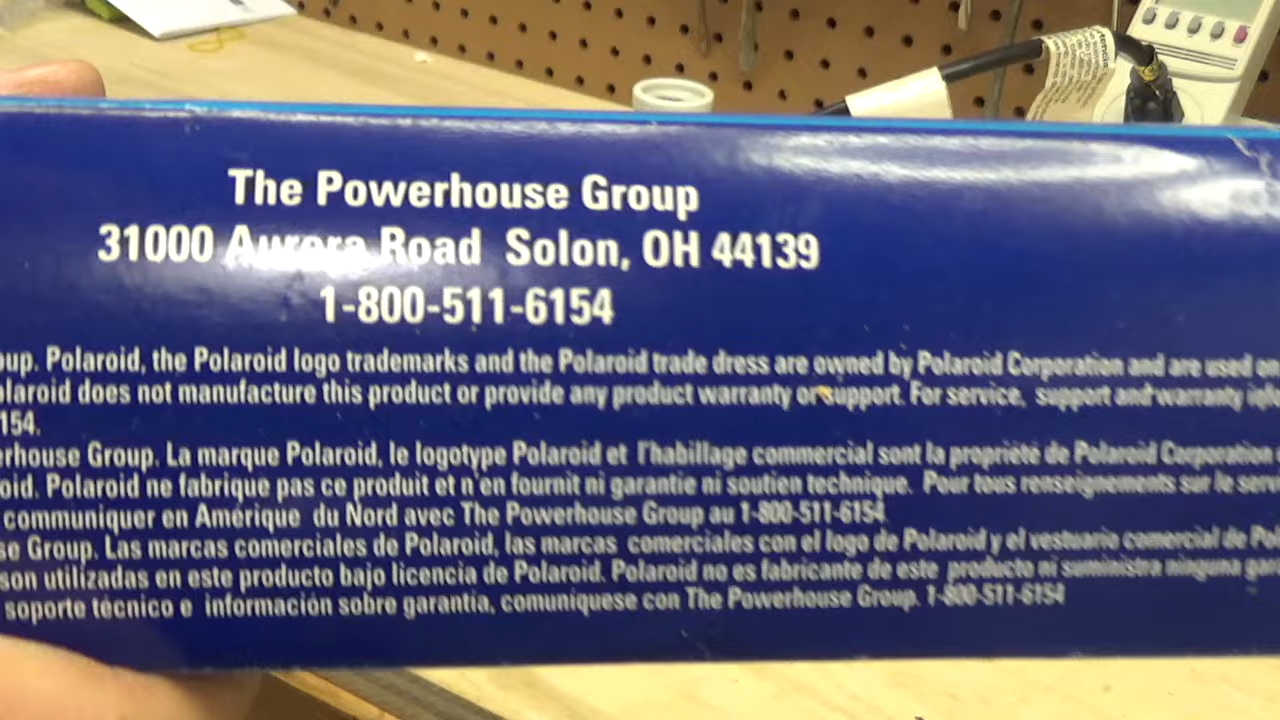 The Powerhouse Group
31000 Aurora Road Solon, OH 44139
1-800-511-6154
oup. Polaroid, the Polaroid logo trademarks and the Polaroid trade dress are owned by Polaroid Corporation and are used on
olaroid does not manufacture this product or provide any product warranty or support. For service, support and warranty info
154.
erhouse Group. La marque Polaroid, le logotype Polaroid et l'habillage commercial sont la propriété de Polaroid Corporation
oid. Polaroid ne fabrique pas ce produit et n'en fournit ni garantie ni soutien technique. Pour tous renseignements sur le serv
communiquer en Amérique du Nord avec The Powerhouse Group au 1-800-511-6154
se Group. Las marcas comerciales de Polaroid, las marcas comerciales con el logo de Polaroid y el vestuario comercial de Pol
son utilizadas en este producto bajo licencia de Polaroid. Polaroid no es fabricante de este producto ni suministra ninguna gara
soporte técnico e información sobre garantia, comuniquese con The Powerhouse Group. 1-800-511-6154